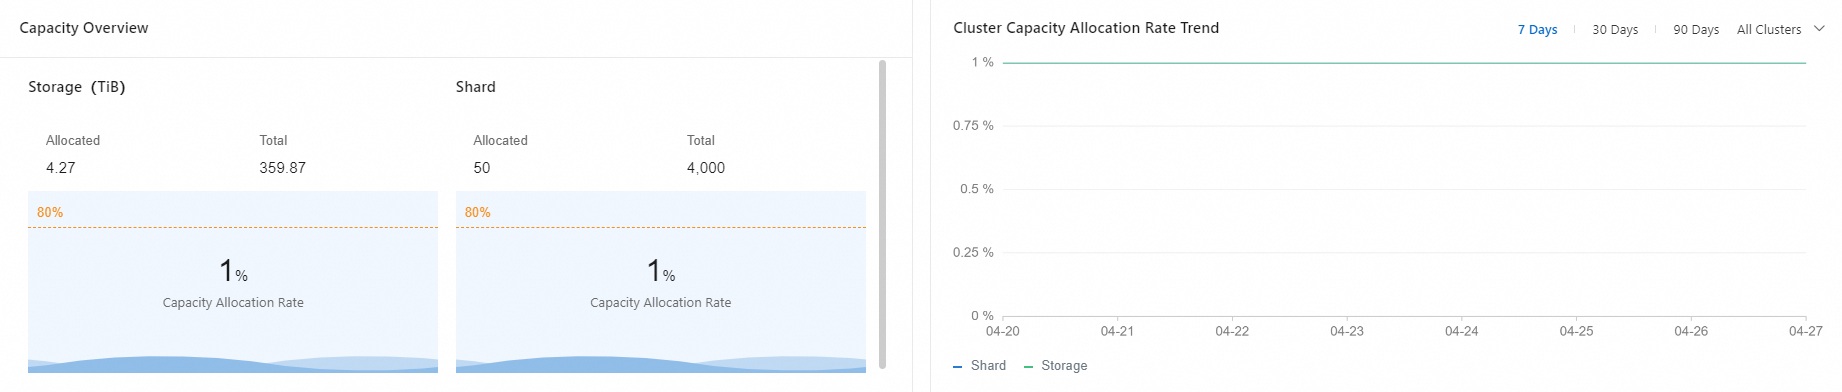 Capacity Overview
Storage (TiB)
Allocated
Total
4.27
359.87
80%
1%
Capacity Allocation Rate
Shard
Allocated
Total
50
4,000
80%
1%
Capacity Allocation Rate
Cluster Capacity Allocation Rate Trend
7 Days
30 Days
90 Days
All Clusters
1 %
0.75 %
0.5 %
0.25 %
0 %
04-20
04-21
04-22
04-23
04-24
04-25
04-26
04-27
Shard
Storage